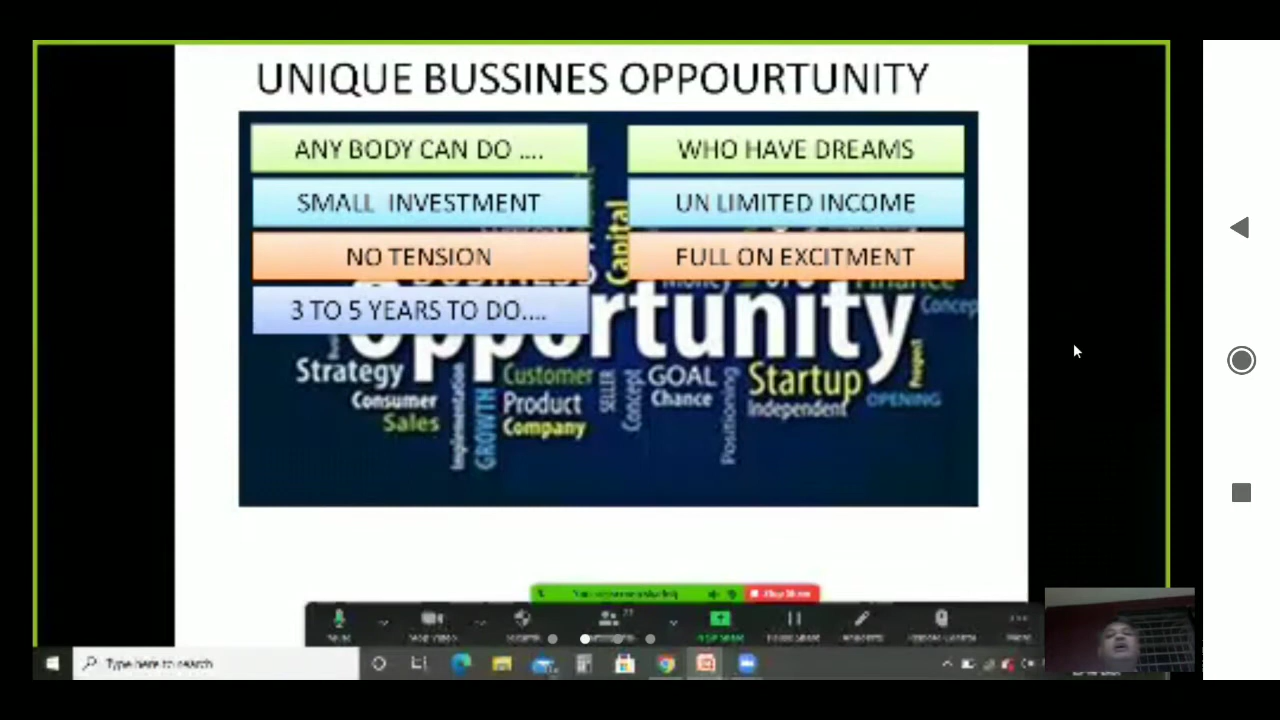 UNIQUE BUSSINES OPPOURTUNITY
ANY BODY CAN DO ....
WHO HAVE DREAMS
SMALL INVESTMENT
UN LIMITED INCOME
NO TENSION
FULL ON EXCITMENT
3 TO 5 YEARS TO DO....
Capital
Finance
Opportunity
Strategy
Consumer
Sales
Implementation
GROWTH
Customer
Product
Company
SELLER
Concept
GOAL
Chance
Positioning
Startup
Independent
Prospect
OPENING
Type here to search